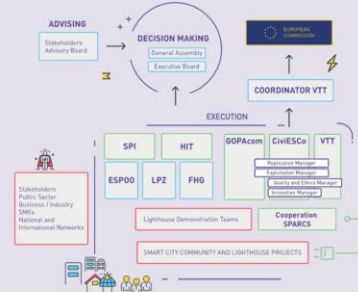 ADVISING
Stakeholders
Advisory Board
DECISION MAKING
General Assembly
Executive Board
EUROPEAN
COMMISSION
COORDINATOR VTT
EXECUTION
SPI
HIT
GOPAcom
CiviESCo
VTT
ESPOO
LPZ
FHG
Replication Manager
Exploitation Manager
Quality and Ethics Manager
Innovation Manager
Stakeholders
Public Sector
Business / Industry
SMEs
National and
International Networks
Lighthouse Demonstration Teams
Cooperation
SPARCS
SMART CITY COMMUNITY AND LIGHTHOUSE PROJECTS